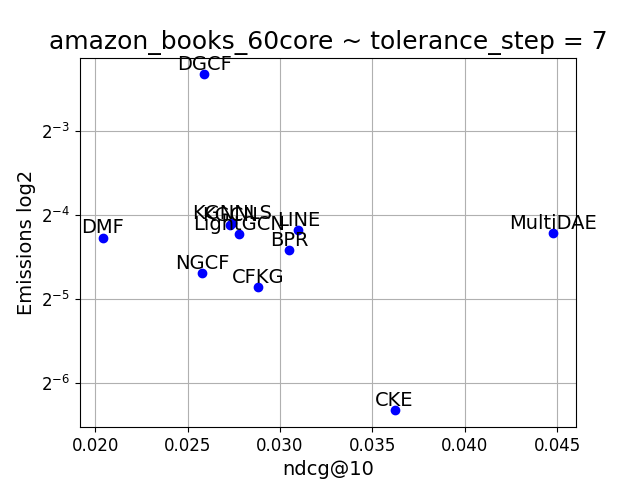 amazon_books_60core ~ tolerance_step = 7
DGCF
2⁻³
2⁻⁴
LINE
MultiDAE
DMF
LightGCN
BPR
NGCF
CFKG
2⁻⁵
2⁻⁶
CKE
Emissions log2
0.020 0.025 0.030 0.035 0.040 0.045
ndcg@10